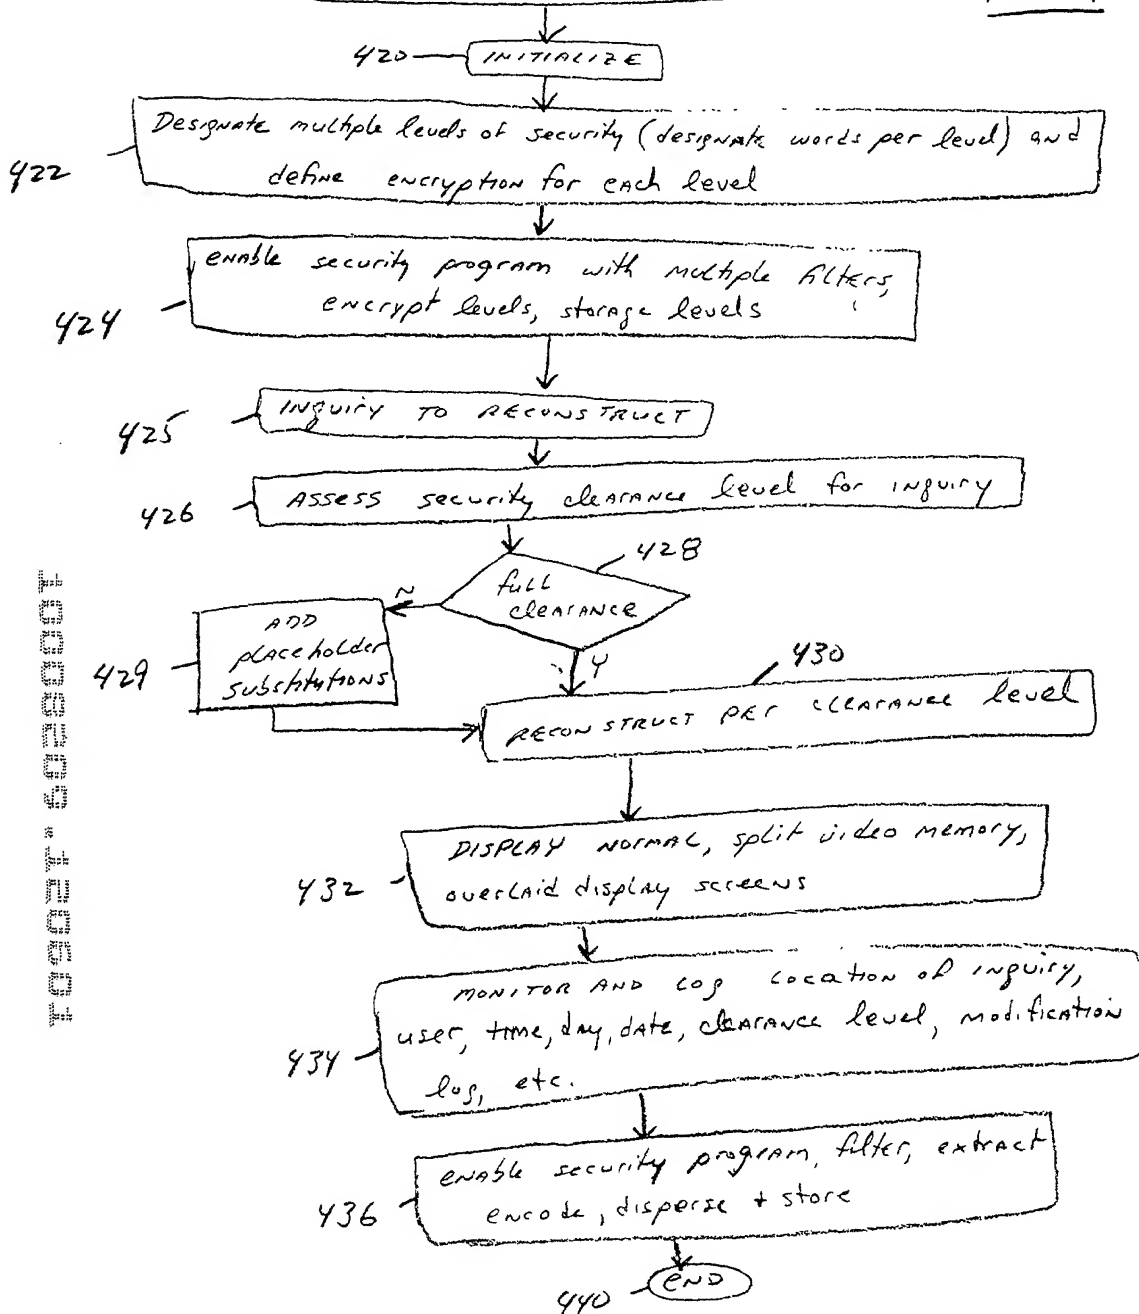 420
INITIALIZE
Designate multiple levels of security (designate words per level) and
define encryption for each level
422
enable security program with multiple filters,
encrypt levels, storage levels
424
INQUIRY TO RECONSTRUCT
425
ASSESS security clearance level for inquiry
426
428
full
clearance
N
Y
ADD
placeholder
substitutions
429
430
RECONSTRUCT PER CLEARANCE level
DISPLAY NORMAL, split video memory,
overlaid display screens
432
MONITOR AND LOG LOCATION of inquiry,
user, time, day, date, clearance level, modification
log, etc.
434
enable security program, filter, extract
encode, disperse + store
436
END
440
10008209.120601